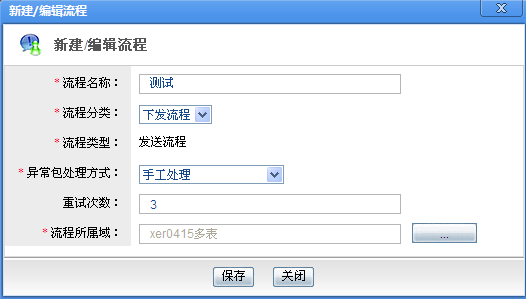 新建/编辑流程
新建/编辑流程
* 流程名称： 测试
* 流程分类： 下发流程
* 流程类型： 发送流程
* 异常包处理方式： 手工处理
重试次数： 3
* 流程所属域： xer0415多表 ...
保存 关闭